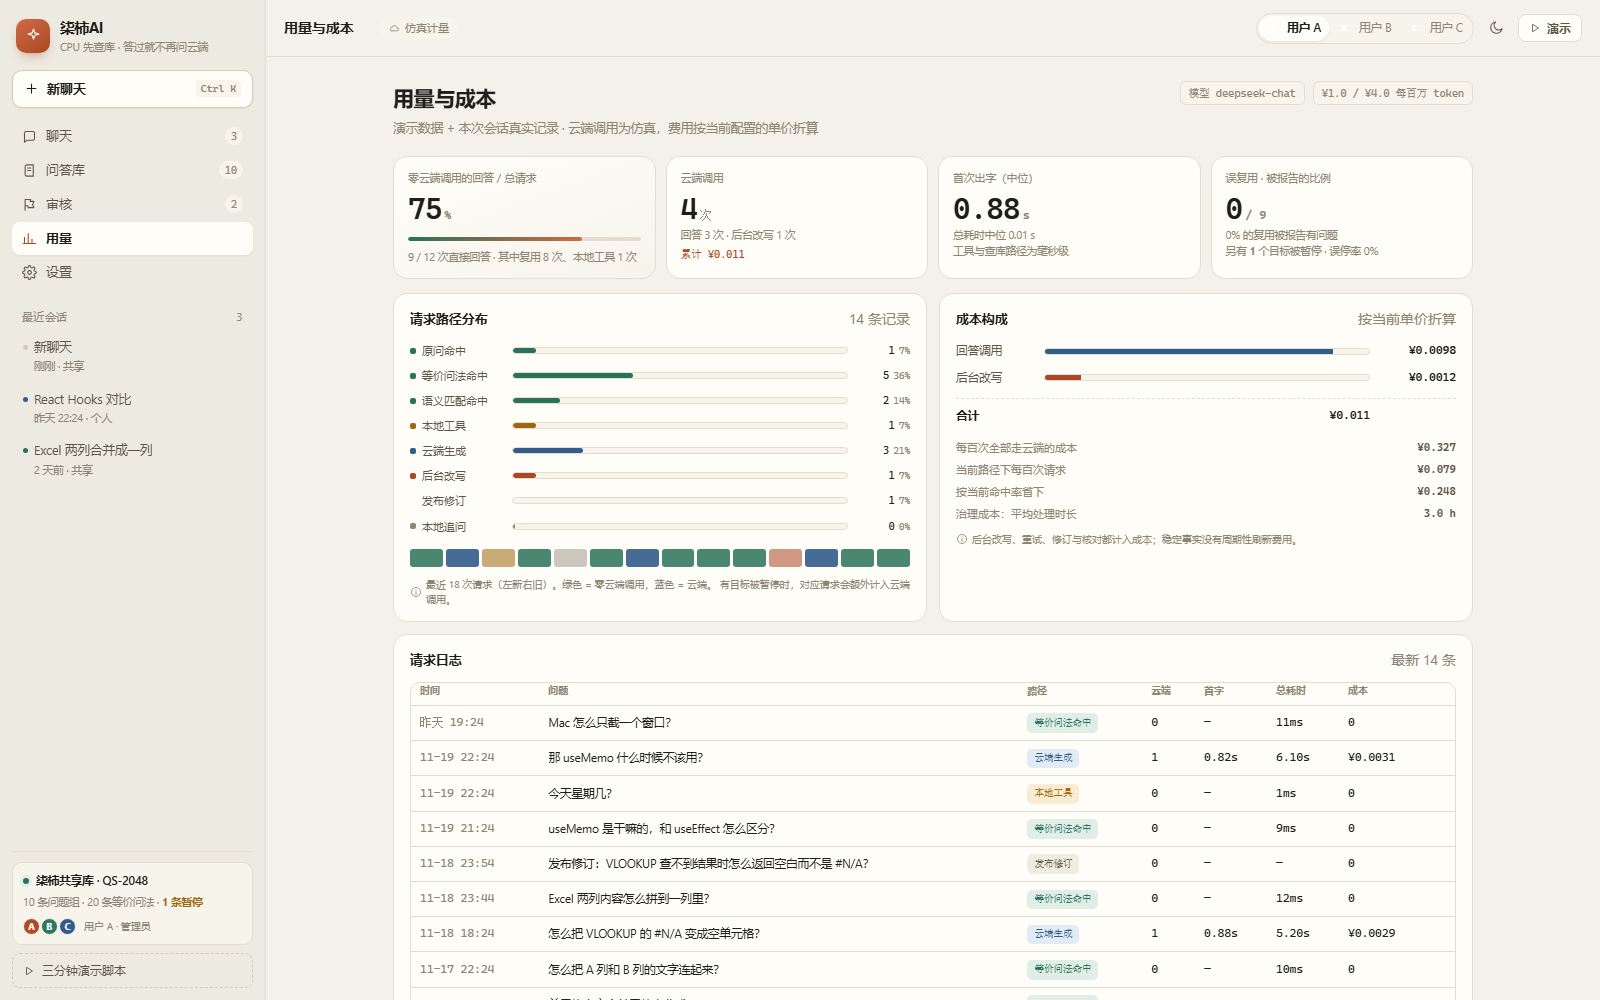 柒柿AI
CPU 先查库 · 答过就不再问云端
新聊天 Ctrl K
聊天 3
问答库 10
审核 2
用量
设置
最近会话 3
新聊天
刚刚 · 共享
React Hooks 对比
昨天 22:24 · 个人
Excel 两列合并成一列
2 天前 · 共享
柒柿共享库 · QS-2048
10 条问题组 · 20 条等价问法 · 1 条暂停
A B C 用户 A · 管理员
三分钟演示脚本
用量与成本 仿真计量 用户 A 用户 B 用户 C 演示
用量与成本
模型 deepseek-chat ¥1.0 / ¥4.0 每百万 token
演示数据 + 本次会话真实记录 · 云端调用为仿真，费用按当前配置的单价折算
零云端调用的回答 / 总请求
75 %
9 / 12 次直接回答 · 其中复用 8 次、本地工具 1 次
云端调用
4 次
回答 3 次 · 后台改写 1 次
累计 ¥0.011
首次出字（中位）
0.88 s
总耗时中位 0.01 s
工具与查库路径为毫秒级
误复用 · 被报告的比例
0 / 9
0% 的复用被报告有问题
另有 1 个目标被暂停 · 误停率 0%
请求路径分布 14 条记录
原问命中 1 7%
等价问法命中 5 36%
语义匹配命中 2 14%
本地工具 1 7%
云端生成 3 21%
后台改写 1 7%
发布修订 1 7%
本地追问 0 0%
最近 18 次请求（左新右旧）。绿色 = 零云端调用，蓝色 = 云端。 有目标被暂停时，对应请求会额外计入云端
调用。
成本构成 按当前单价折算
回答调用 ¥0.0098
后台改写 ¥0.0012
合计 ¥0.011
每百次全部走云端的成本 ¥0.327
当前路径下每百次请求 ¥0.079
按当前命中率省下 ¥0.248
治理成本：平均处理时长 3.0 h
后台改写、重试、修订与核对都计入成本；稳定事实没有周期性刷新费用。
请求日志 最新 14 条
时间 问题 路径 云端 首字 总耗时 成本
昨天 19:24 Mac 怎么只截一个窗口？ 等价问法命中 0 — 11ms 0
11-19 22:24 那 useMemo 什么时候不该用？ 云端生成 1 0.82s 6.10s ¥0.0031
11-19 22:24 今天星期几？ 本地工具 0 — 1ms 0
11-19 21:24 useMemo 是干嘛的，和 useEffect 怎么区分？ 等价问法命中 0 — 9ms 0
11-18 23:54 发布修订：VLOOKUP 查不到结果时怎么返回空白而不是 #N/A？ 发布修订 0 — — 0
11-18 23:44 Excel 两列内容怎么拼到一列里？ 等价问法命中 0 — 12ms 0
11-18 18:24 怎么把 VLOOKUP 的 #N/A 变成空单元格？ 云端生成 1 0.88s 5.20s ¥0.0029
11-17 22:24 怎么把 A 列和 B 列的文字连起来？ 等价问法命中 0 — 10ms 0